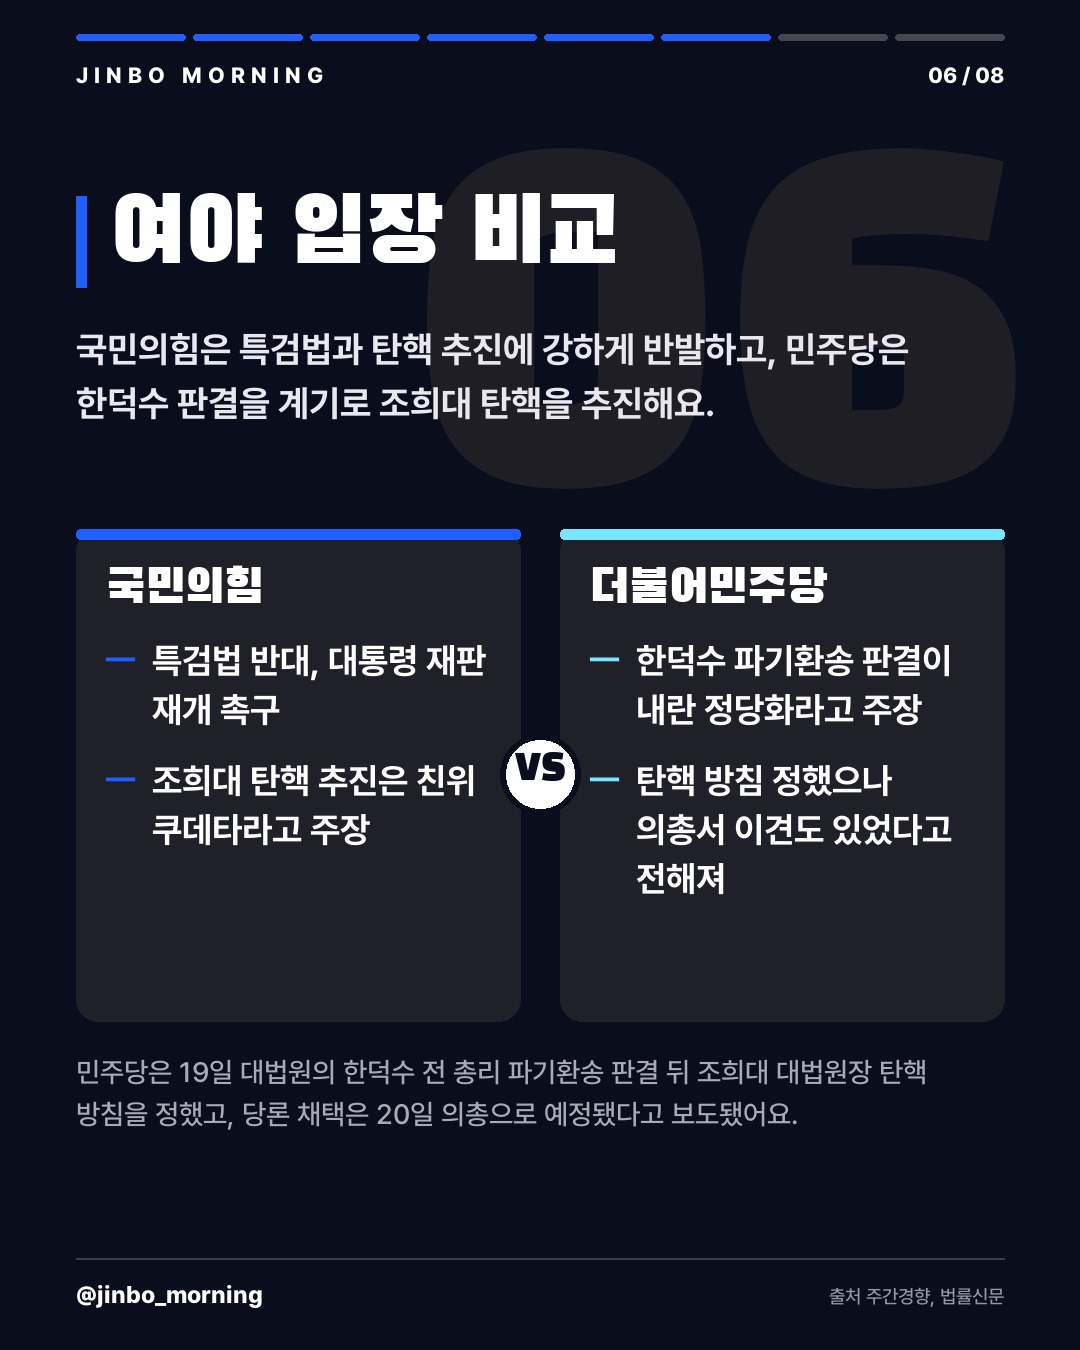 JINBO MORNING
06 / 08
06
여야 입장 비교
국민의힘은 특검법과 탄핵 추진에 강하게 반발하고, 민주당은
한덕수 판결을 계기로 조희대 탄핵을 추진해요.
국민의힘
특검법 반대, 대통령 재판
재개 촉구
조희대 탄핵 추진은 친위
쿠데타라고 주장
VS
더불어민주당
한덕수 파기환송 판결이
내란 정당화라고 주장
탄핵 방침 정했으나
의총서 이견도 있었다고
전해져
민주당은 19일 대법원의 한덕수 전 총리 파기환송 판결 뒤 조희대 대법원장 탄핵
방침을 정했고, 당론 채택은 20일 의총으로 예정됐다고 보도됐어요.
@jinbo_morning
출처 주간경향, 법률신문